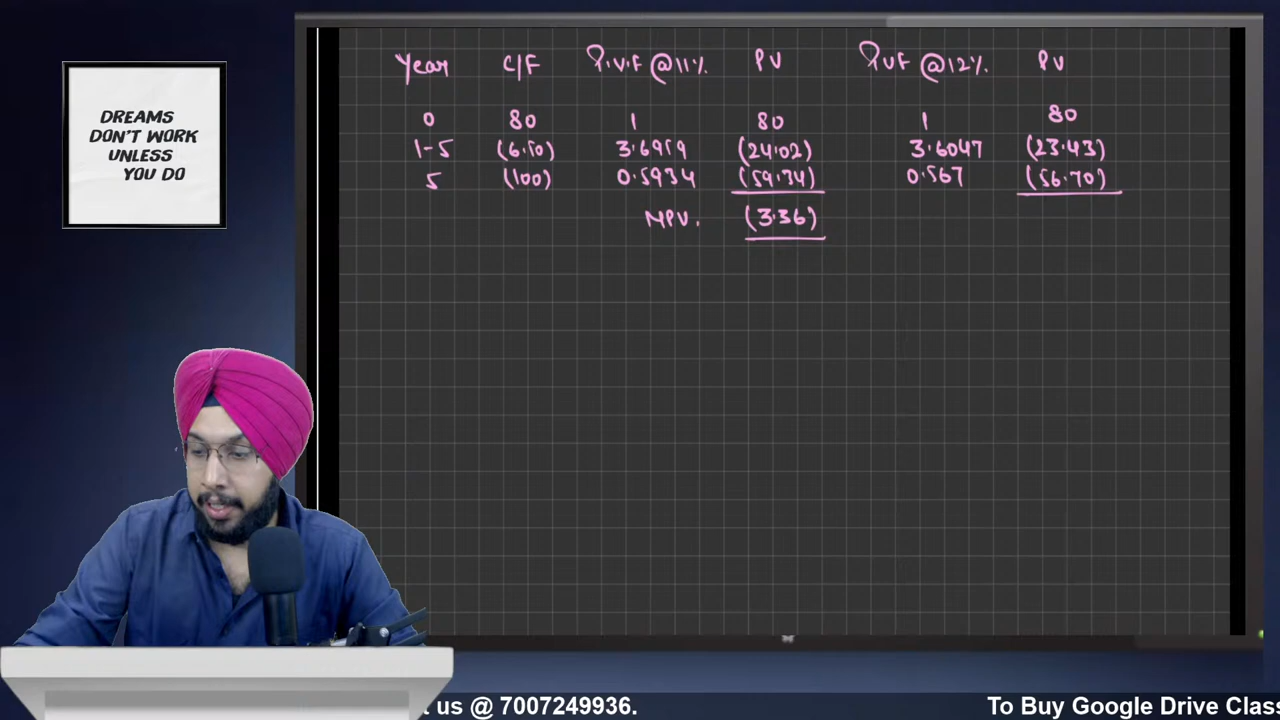 DREAMS
DON'T WORK
UNLESS
YOU DO
Year C/F P.V.F @11% PV PVF @12% PV
0 80 1 80 1 80
1-5 (6.50) 3.6959 (24.02) 3.6047 (23.43)
5 (100) 0.5934 (59.34) 0.567 (56.70)
NPV. (3.36)
t us @ 7007249936. To Buy Google Drive Clas